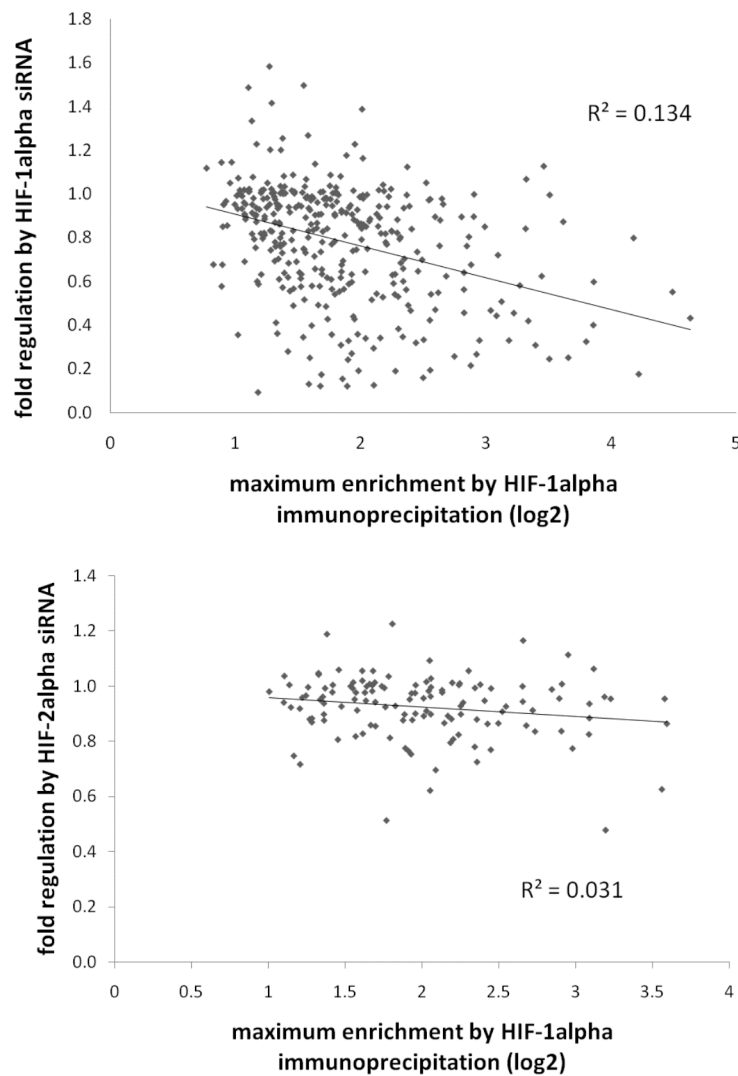 fold regulation by HIF-1alpha siRNA
1.8
1.6
1.4
1.2
1.0
0.8
0.6
0.4
0.2
0.0
R² = 0.134
0 1 2 3 4 5
maximum enrichment by HIF-1alpha
immunoprecipitation (log2)
fold regulation by HIF-2alpha siRNA
1.4
1.2
1.0
0.8
0.6
0.4
0.2
0.0
R² = 0.031
0 0.5 1 1.5 2 2.5 3 3.5 4
maximum enrichment by HIF-1alpha
immunoprecipitation (log2)